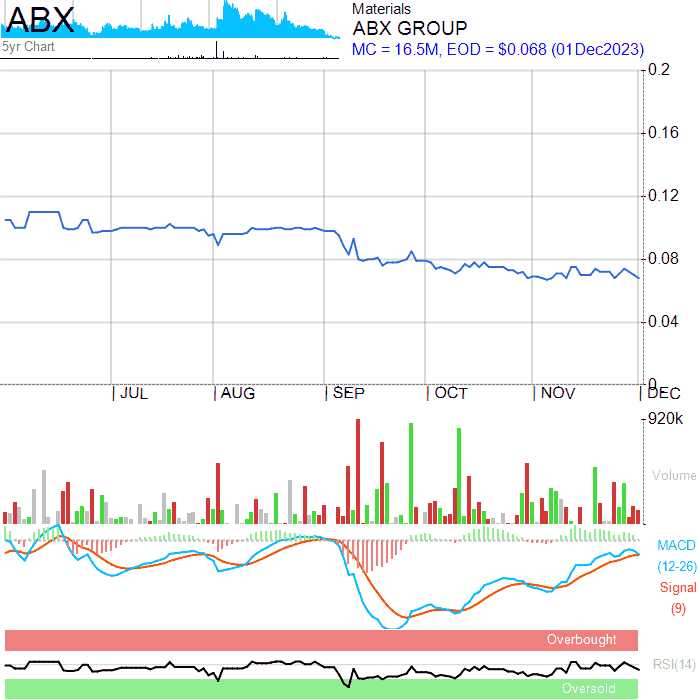 ABX
5yr Chart
Materials
ABX GROUP
MC = 16.5M, EOD = $0.068 (01Dec2023)
0.2
0.16
0.12
0.08
0.04
0
| JUL
| AUG
| SEP
| OCT
| NOV
| DEC
920k
Volume
MACD
(12-26)
Signal
(9)
Overbought
RSI(14)
Oversold